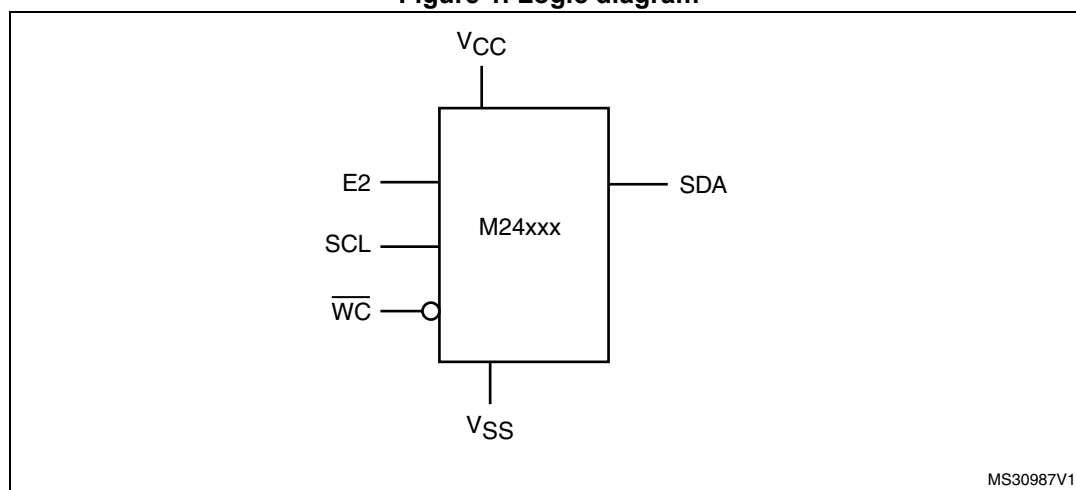 Figure 1. Logic diagram
VCC
E2
SDA
M24xxx
SCL
WC
VSS
MS30987V1